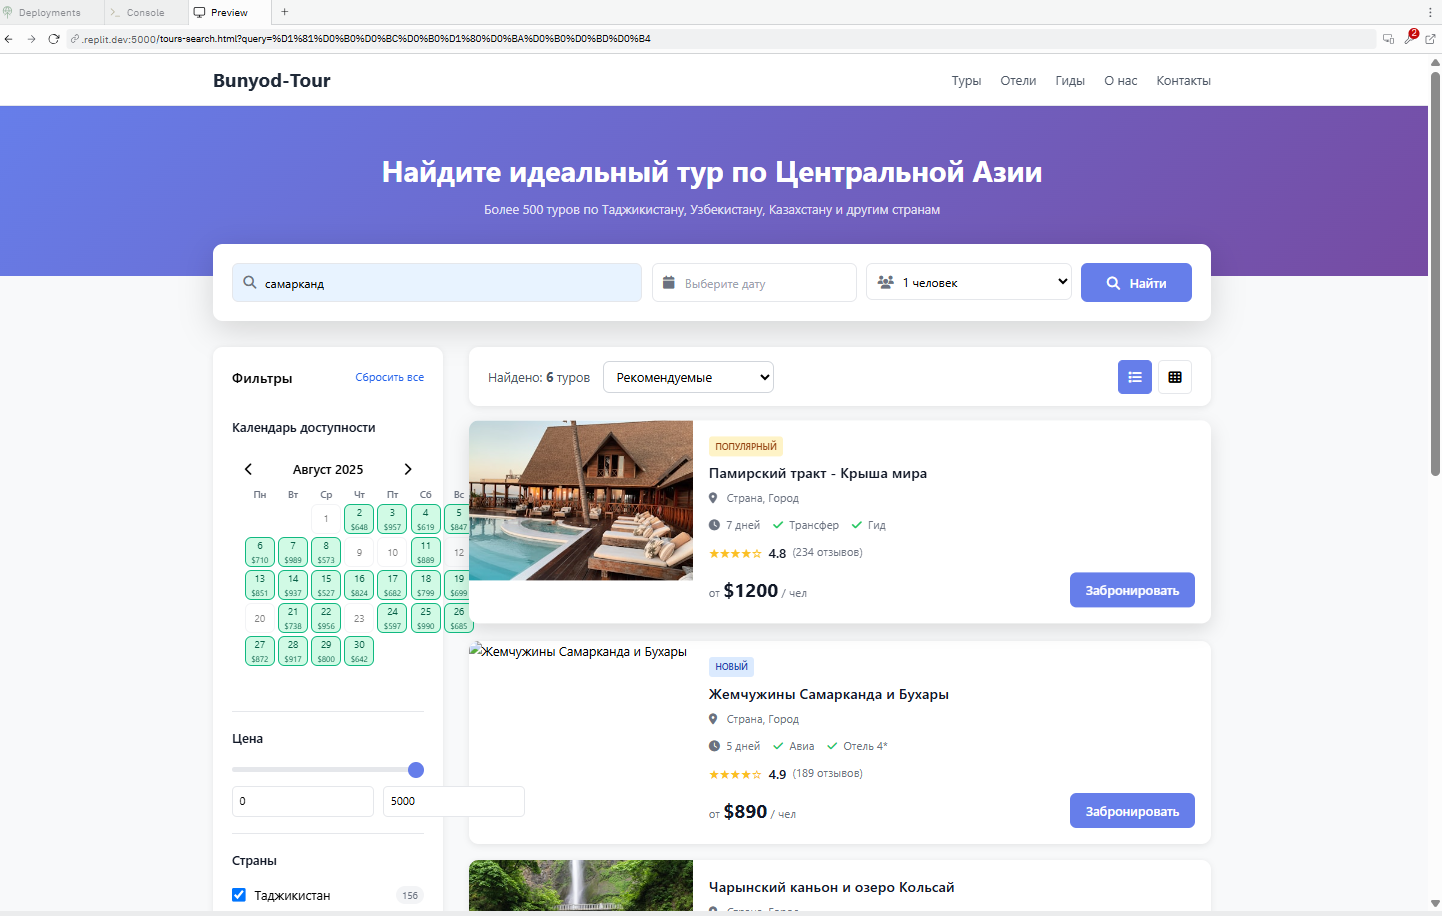 Deployments
Console
Preview
.replit.dev:5000/tours-search.html?query=%D1%81%D0%B0%D0%BC%D0%B0%D1%80%D0%BA%D0%B0%D0%BD%D0%B4
2
Bunyod-Tour
Туры Отели Гиды О нас Контакты
Найдите идеальный тур по Центральной Азии
Более 500 туров по Таджикистану, Узбекистану, Казахстану и другим странам
самарканд
Выберите дату
1 человек
Найти
Фильтры
Сбросить все
Календарь доступности
Август 2025
Пн Вт Ср Чт Пт Сб Вс
1 2 3 4 5
$648 $957 $619 $847
6 7 8 9 10 11 12
$710 $989 $573 $889
13 14 15 16 17 18 19
$851 $937 $527 $824 $682 $799 $699
20 21 22 23 24 25 26
$738 $956 $597 $990 $685
27 28 29 30
$872 $917 $800 $642
Цена
0
5000
Страны
Таджикистан
156
Найдено: 6 туров
Рекомендуемые
ПОПУЛЯРНЫЙ
Памирский тракт - Крыша мира
Страна, Город
7 дней Трансфер Гид
★★★★☆ 4.8 (234 отзывов)
от $1200 / чел
Забронировать
Жемчужины Самарканда и Бухары
НОВЫЙ
Жемчужины Самарканда и Бухары
Страна, Город
5 дней Авиа Отель 4*
★★★★☆ 4.9 (189 отзывов)
от $890 / чел
Забронировать
Чарынский каньон и озеро Кольсай
Страна, Город